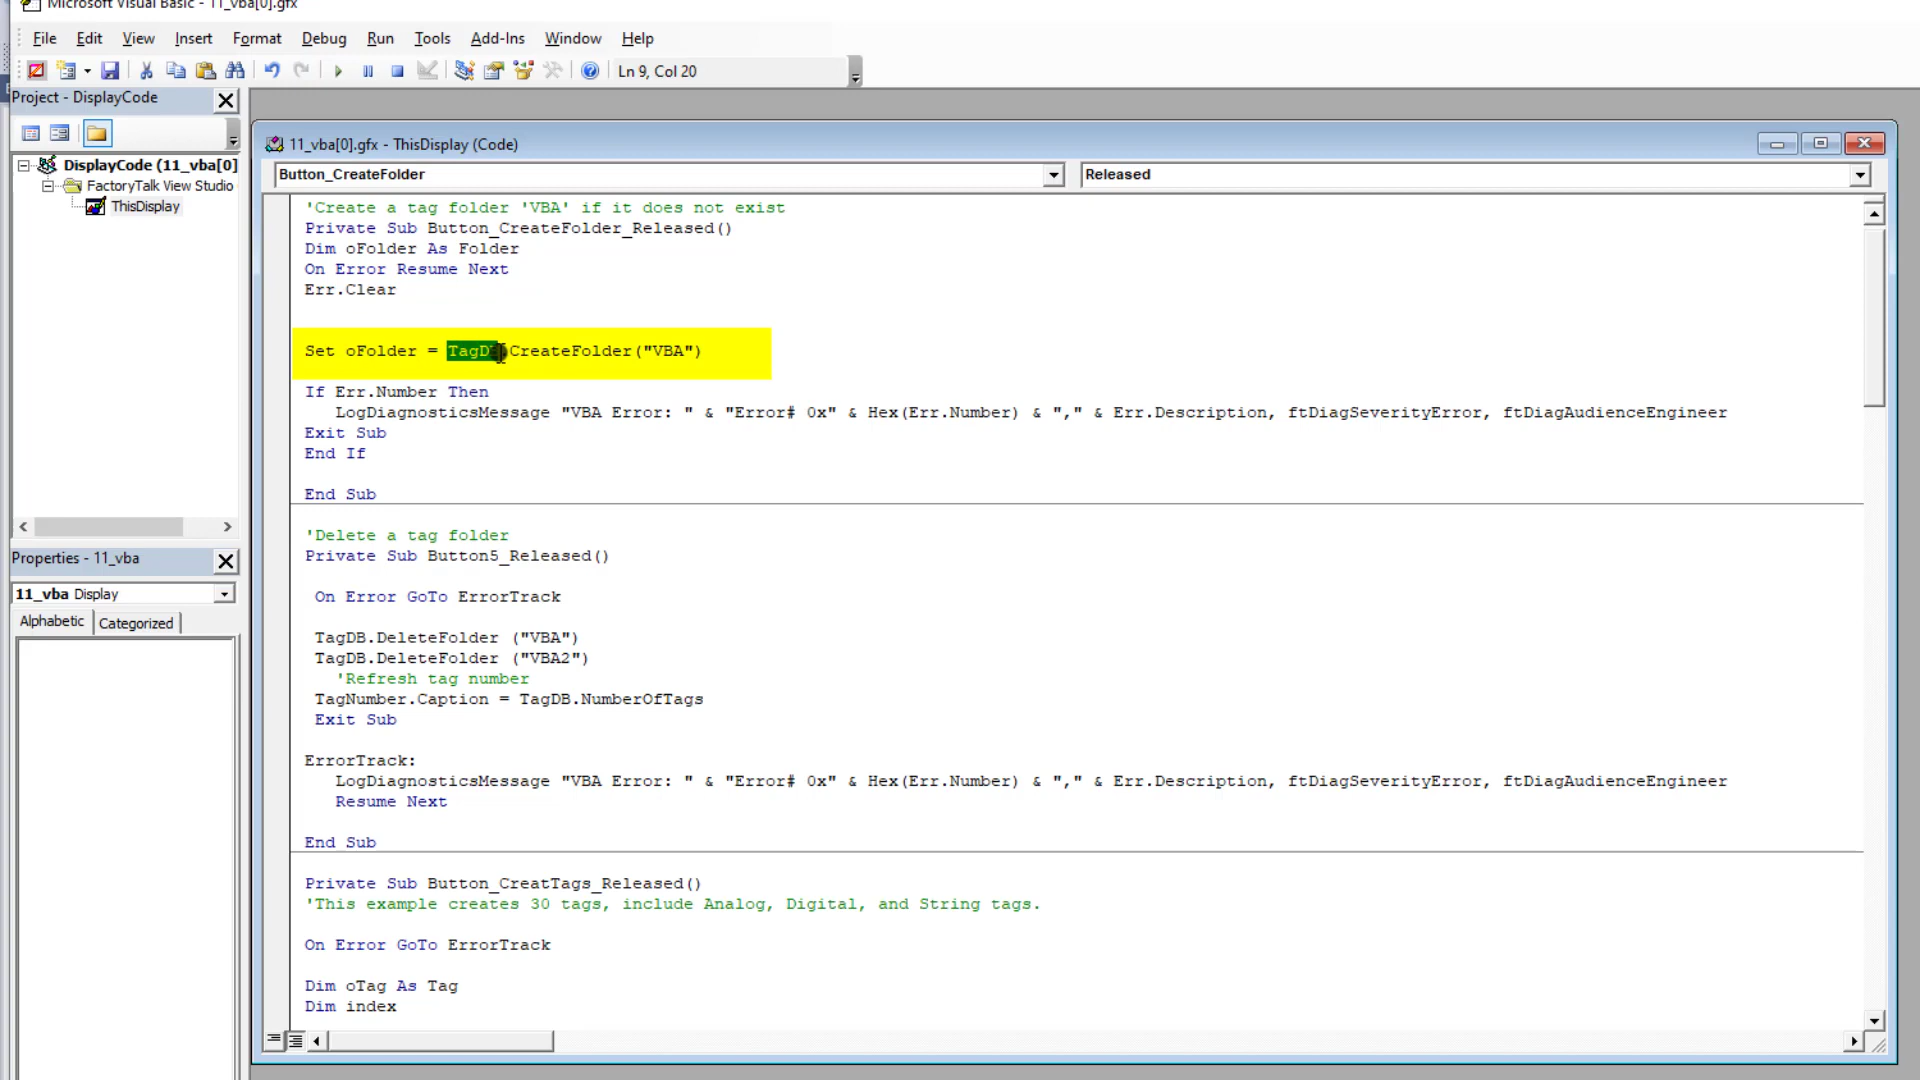 Microsoft Visual Basic - 11_vba[0].gfx
File Edit View Insert Format Debug Run Tools Add-Ins Window Help
Ln 9, Col 20
Project - DisplayCode
DisplayCode (11_vba[0]
FactoryTalk View Studio
ThisDisplay
Properties - 11_vba
11_vba Display
Alphabetic Categorized
11_vba[0].gfx - ThisDisplay (Code)
Button_CreateFolder Released
'Create a tag folder 'VBA' if it does not exist
Private Sub Button_CreateFolder_Released()
Dim oFolder As Folder
On Error Resume Next
Err.Clear
Set oFolder = TagDB.CreateFolder("VBA")
If Err.Number Then
LogDiagnosticsMessage "VBA Error: " & "Error# 0x" & Hex(Err.Number) & "," & Err.Description, ftDiagSeverityError, ftDiagAudienceEngineer
Exit Sub
End If
End Sub
'Delete a tag folder
Private Sub Button5_Released()
On Error GoTo ErrorTrack
TagDB.DeleteFolder ("VBA")
TagDB.DeleteFolder ("VBA2")
'Refresh tag number
TagNumber.Caption = TagDB.NumberOfTags
Exit Sub
ErrorTrack:
LogDiagnosticsMessage "VBA Error: " & "Error# 0x" & Hex(Err.Number) & "," & Err.Description, ftDiagSeverityError, ftDiagAudienceEngineer
Resume Next
End Sub
Private Sub Button_CreatTags_Released()
'This example creates 30 tags, include Analog, Digital, and String tags.
On Error GoTo ErrorTrack
Dim oTag As Tag
Dim index